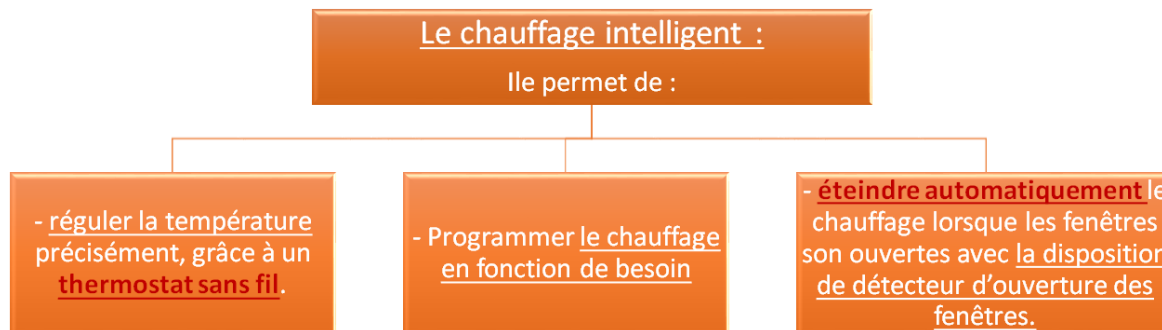 Le chauffage intelligent :
Ile permet de :
- réguler la température
précisément, grâce à un
thermostat sans fil.
- Programmer le chauffage
en fonction de besoin
- éteindre automatiquement le
chauffage lorsque les fenêtres
son ouvertes avec la disposition
de détecteur d'ouverture des
fenêtres.